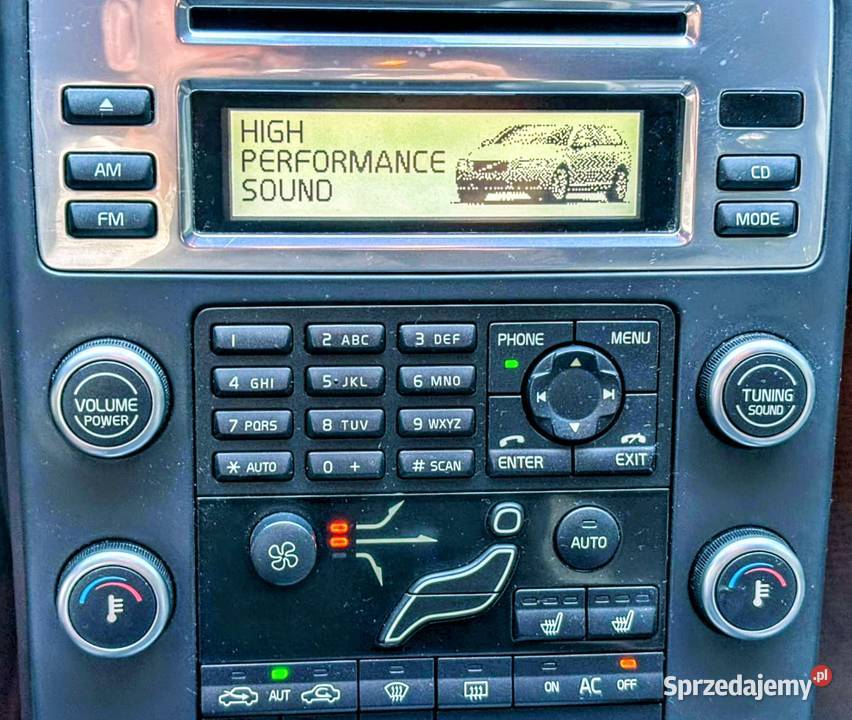 HIGH
PERFORMANCE
SOUND
AM
FM
CD
MODE
1
2 ABC
3 DEF
4 GHI
5 JKL
6 MNO
7 PQRS
8 TUV
9 WXYZ
* AUTO
0 +
# SCAN
PHONE
MENU
ENTER
EXIT
VOLUME
POWER
TUNING
SOUND
AUTO
AUT
ON AC OFF
Sprzedajemy.pl